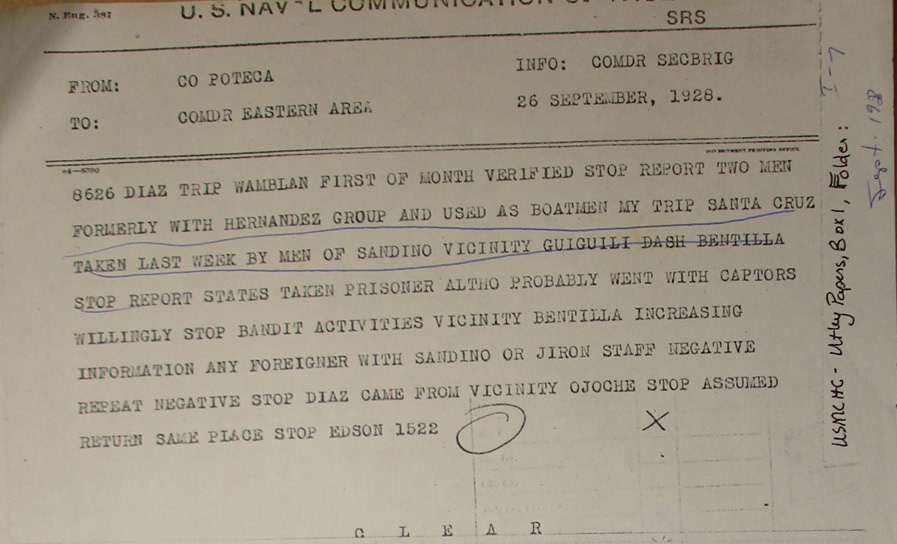 N. Eng. 381
U. S. NAVAL COMMUNICATION
SRS
FROM: CO POTECA
INFO: COMDR SECBRIG
TO: COMDR EASTERN AREA
26 SEPTEMBER, 1928.
8626 DIAZ TRIP WAMBLAN FIRST OF MONTH VERIFIED STOP REPORT TWO MEN
FORMERLY WITH HERNANDEZ GROUP AND USED AS BOATMEN MY TRIP SANTA CRUZ
TAKEN LAST WEEK BY MEN OF SANDINO VICINITY GUIGUILI DASH BENTILLA
STOP REPORT STATES TAKEN PRISONER ALTHO PROBABLY WENT WITH CAPTORS
WILLINGLY STOP BANDIT ACTIVITIES VICINITY BENTILLA INCREASING
INFORMATION ANY FOREIGNER WITH SANDINO OR JIRON STAFF NEGATIVE
REPEAT NEGATIVE STOP DIAZ CAME FROM VICINITY OJOCHE STOP ASSUMED
RETURN SAME PLACE STOP EDSON 1522
X
C L E A R
USMCHC - Utley Papers, Box 1, Folder:
I-7